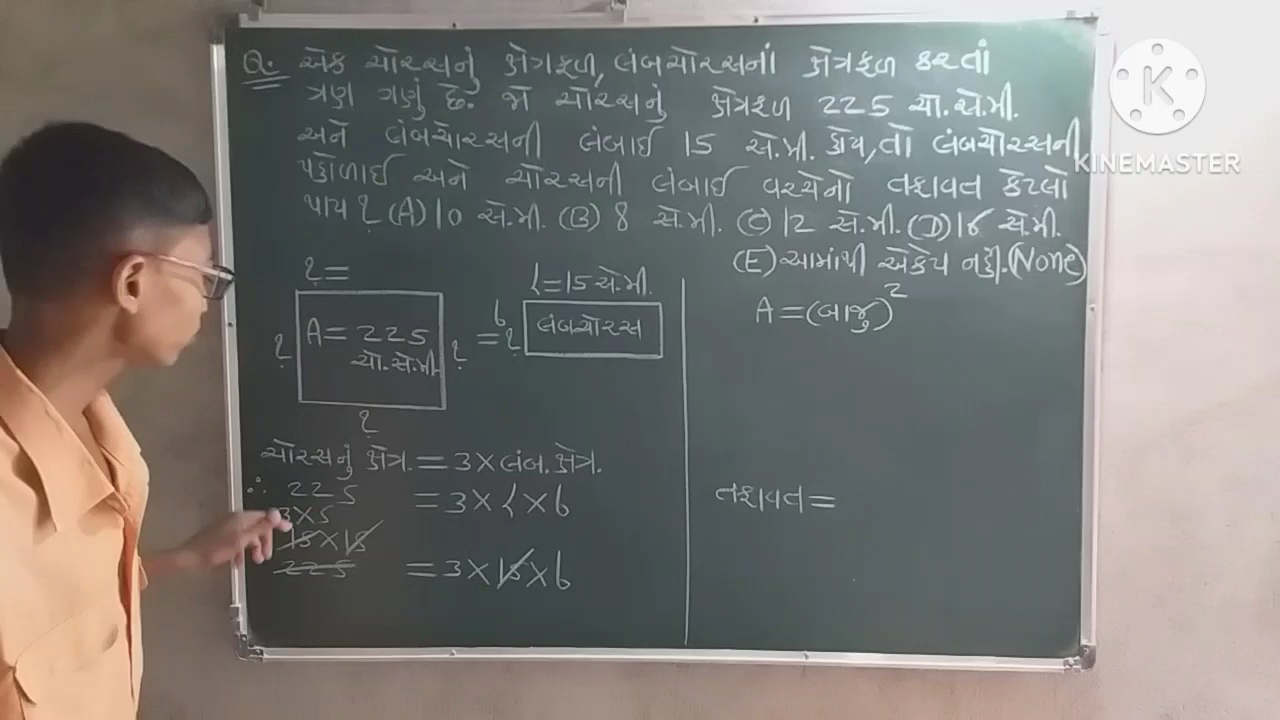 Q. એક ચોરસનું ક્ષેત્રફળ, લંબચોરસનાં ક્ષેત્રફળ કરતાં
ત્રણ ગણું છે. જો ચોરસનું ક્ષેત્રફળ 225 ચો.સે.મી.
અને લંબચોરસની લંબાઈ 15 સે.મી. હોય, તો લંબચોરસની
પહોળાઈ અને ચોરસની લંબાઈ વચ્ચેનો તફાવત કેટલો
થાય ? (A) 10 સે.મી. (B) 8 સે.મી. (C) 12 સે.મી. (D) 16 સે.મી.
(E) આમાંથી એકેય નહીં. (None)
? =
l = 15 સે.મી.
A = (બાજુ)²
? A = 225 ? = b ? લંબચોરસ
ચો.સે.મી.
?
ચોરસનું ક્ષેત્ર. = 3 × લંબ. ક્ષેત્ર.
∴ 225 = 3 × l × b
તફાવત =
3 × 5
15 × 15
225 = 3 × 15 × b
K
KINEMASTER